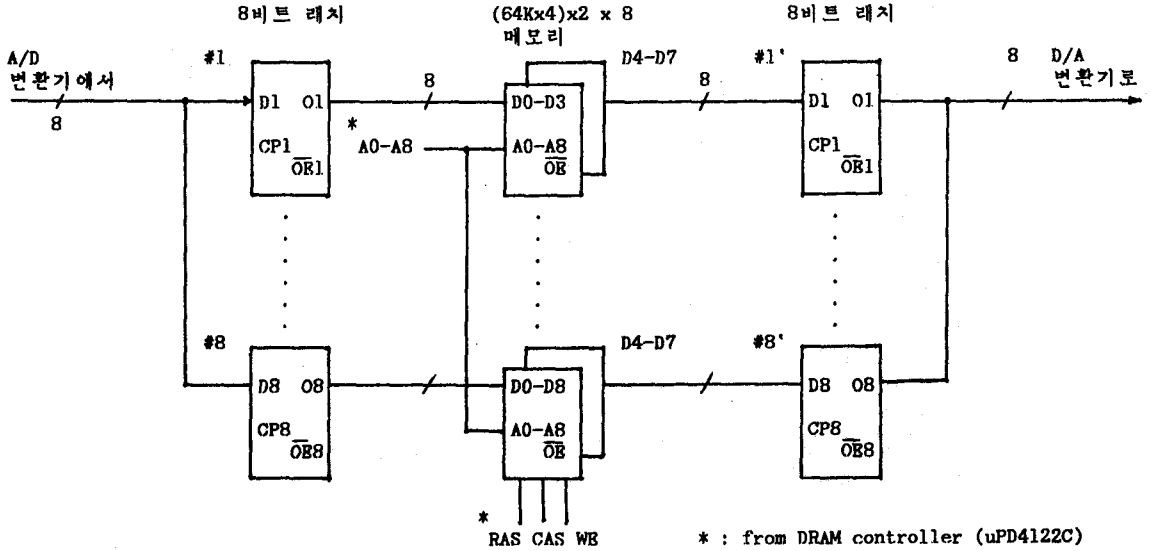 8비트 래치
(64Kx4)x2 x 8
메모리
8비트 래치
A/D
변환기에서
8
#1
D1 O1
CP1
OE1
8
*
A0-A8
D0-D3
A0-A8
OE
D4-D7
8
#1'
D1 O1
CP1
OE1
8
D/A
변환기로
#8
D8 O8
CP8
OE8
D0-D8
A0-A8
OE
D4-D7
#8'
D8 O8
CP8
OE8
*
RAS CAS WE
* : from DRAM controller (uPD4122C)